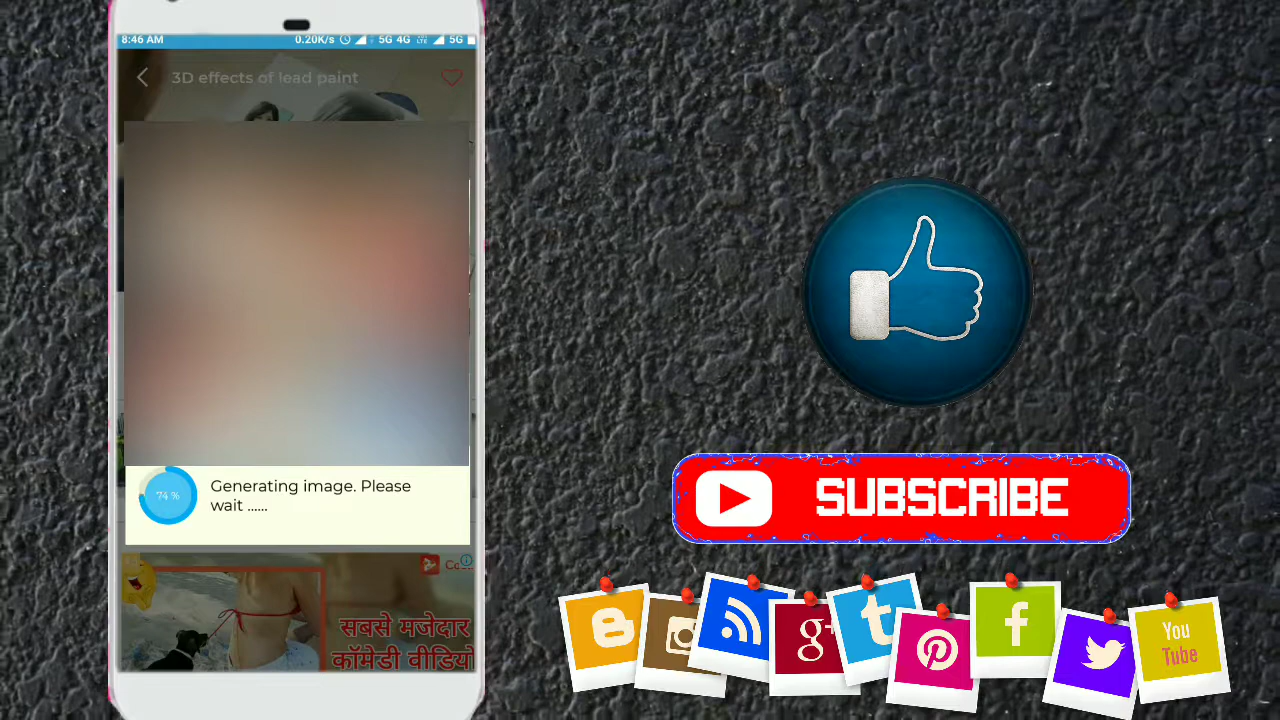 8:46 AM
0.20K/s 5G 4G 5G
3D effects of lead paint
74 %
Generating image. Please
wait ......
सबसे मजेदार
कॉमेडी वीडियो
SUBSCRIBE
g+
You
Tube